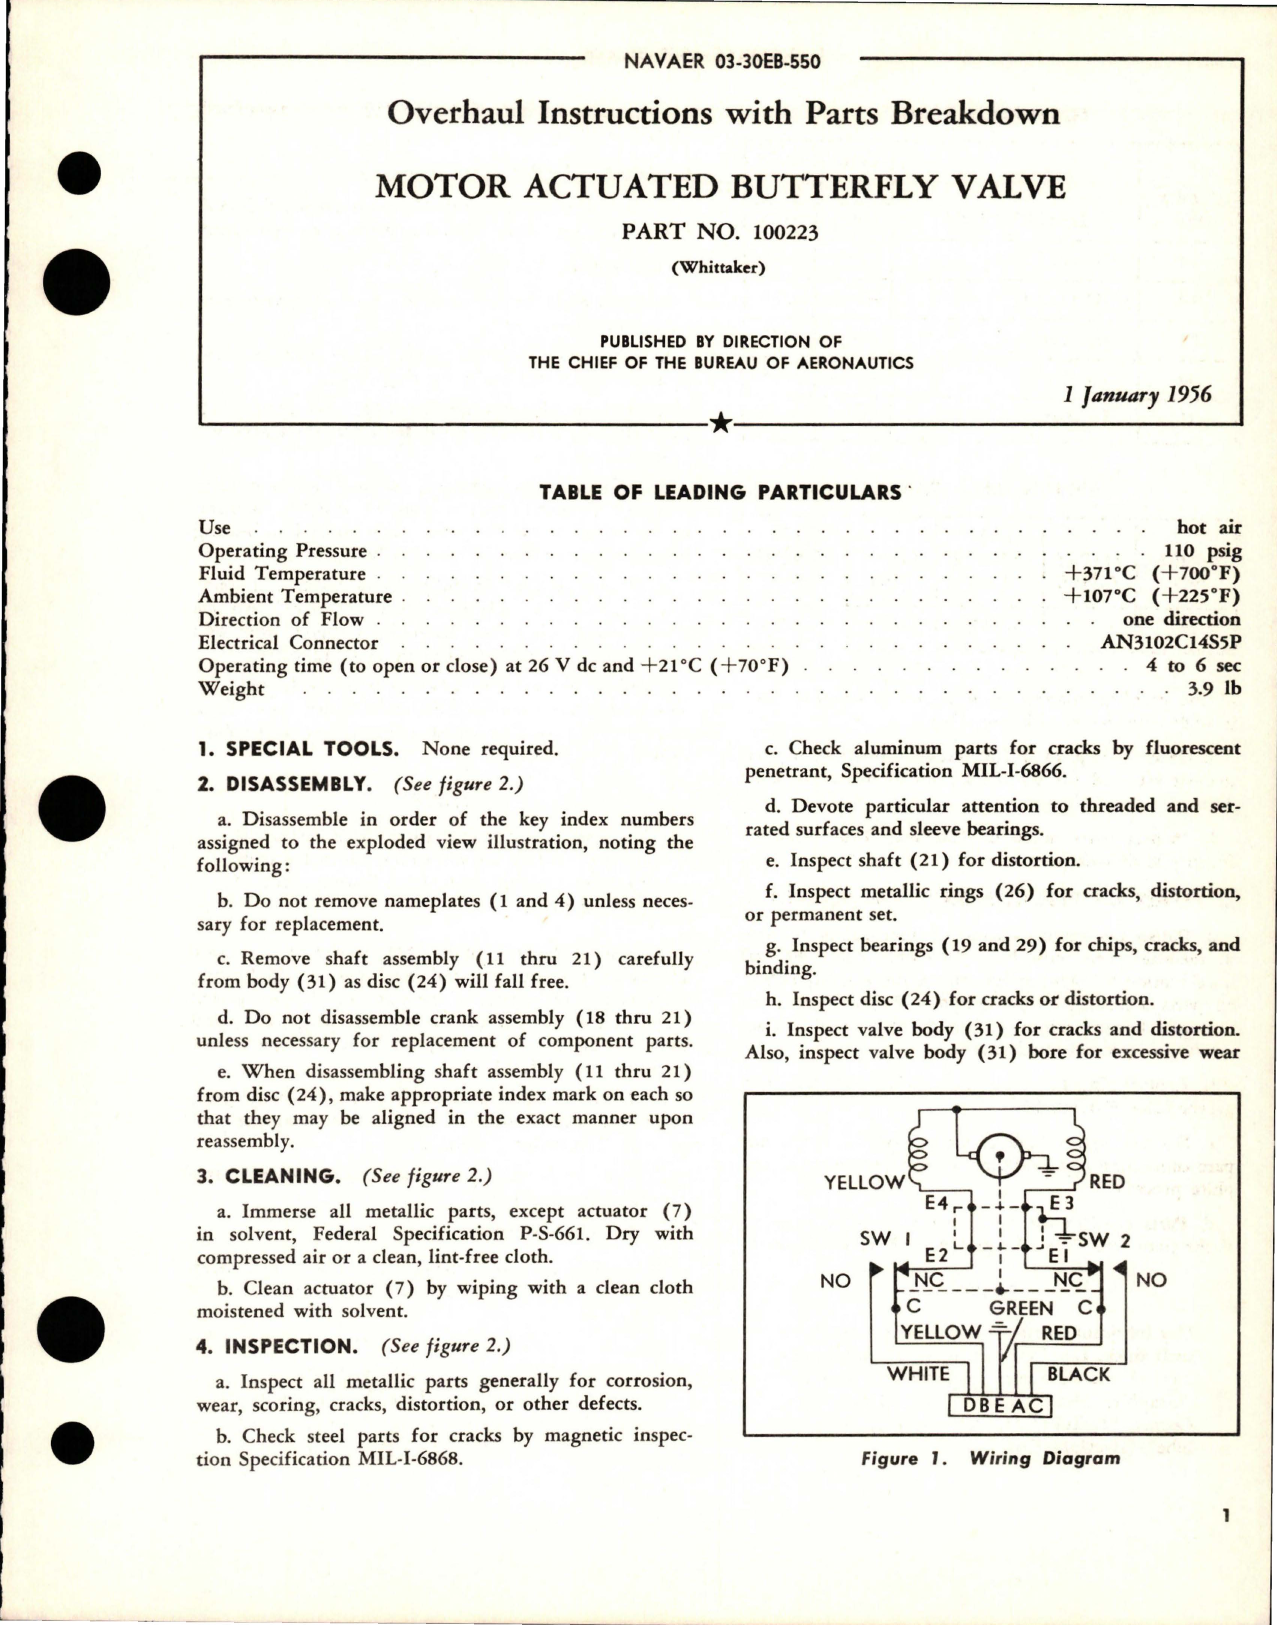 NAVAER 03-30EB-550
Overhaul Instructions with Parts Breakdown
MOTOR ACTUATED BUTTERFLY VALVE
PART NO. 100223
(Whittaker)
PUBLISHED BY DIRECTION OF
THE CHIEF OF THE BUREAU OF AERONAUTICS
1 January 1956
TABLE OF LEADING PARTICULARS
Use . . . . . . . . . . hot air
Operating Pressure . . . . . . . . . . 110 psig
Fluid Temperature . . . . . . . . . . +371°C (+700°F)
Ambient Temperature . . . . . . . . . . +107°C (+225°F)
Direction of Flow . . . . . . . . . . one direction
Electrical Connector . . . . . . . . . . AN3102C14S5P
Operating time (to open or close) at 26 V dc and +21°C (+70°F) . . . . . . . . . . 4 to 6 sec
Weight . . . . . . . . . . 3.9 lb
1. SPECIAL TOOLS. None required.
2. DISASSEMBLY. (See figure 2.)
a. Disassemble in order of the key index numbers
assigned to the exploded view illustration, noting the
following:
b. Do not remove nameplates (1 and 4) unless neces-
sary for replacement.
c. Remove shaft assembly (11 thru 21) carefully
from body (31) as disc (24) will fall free.
d. Do not disassemble crank assembly (18 thru 21)
unless necessary for replacement of component parts.
e. When disassembling shaft assembly (11 thru 21)
from disc (24), make appropriate index mark on each so
that they may be aligned in the exact manner upon
reassembly.
3. CLEANING. (See figure 2.)
a. Immerse all metallic parts, except actuator (7)
in solvent, Federal Specification P-S-661. Dry with
compressed air or a clean, lint-free cloth.
b. Clean actuator (7) by wiping with a clean cloth
moistened with solvent.
4. INSPECTION. (See figure 2.)
a. Inspect all metallic parts generally for corrosion,
wear, scoring, cracks, distortion, or other defects.
b. Check steel parts for cracks by magnetic inspec-
tion Specification MIL-I-6868.
c. Check aluminum parts for cracks by fluorescent
penetrant, Specification MIL-I-6866.
d. Devote particular attention to threaded and ser-
rated surfaces and sleeve bearings.
e. Inspect shaft (21) for distortion.
f. Inspect metallic rings (26) for cracks, distortion,
or permanent set.
g. Inspect bearings (19 and 29) for chips, cracks, and
binding.
h. Inspect disc (24) for cracks or distortion.
i. Inspect valve body (31) for cracks and distortion.
Also, inspect valve body (31) bore for excessive wear
YELLOW RED
E4 E3
SW 1 SW 2
E2 E1
NO NC NC NO
C GREEN C
YELLOW RED
WHITE BLACK
D B E A C
Figure 1. Wiring Diagram
1